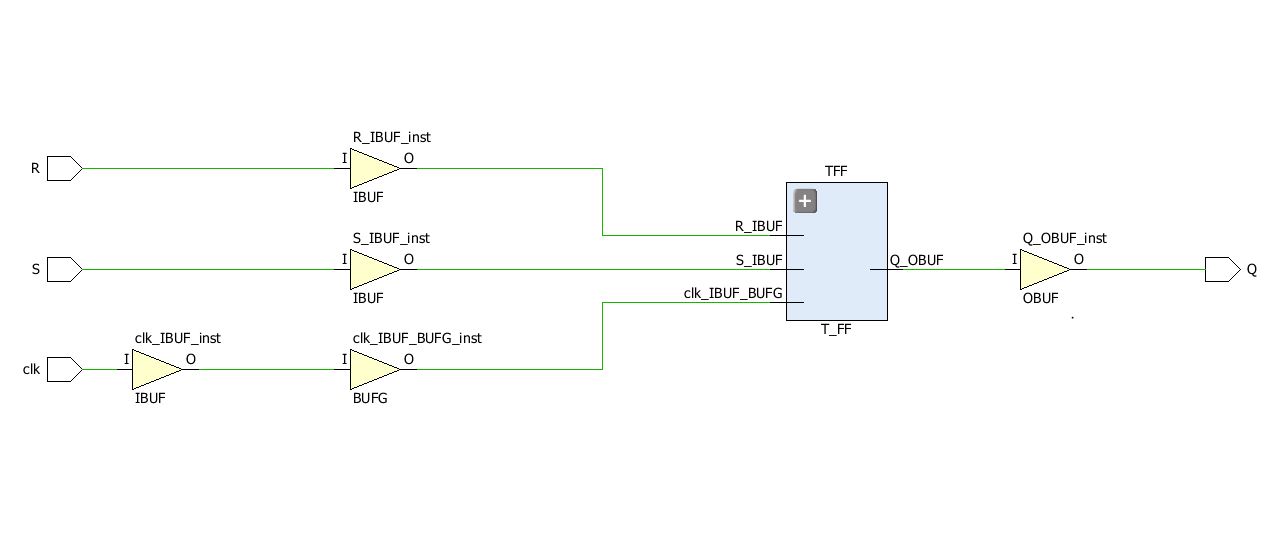 R_IBUF_inst
R
I
O
IBUF
TFF
+
R_IBUF
S_IBUF_inst
S
I
O
IBUF
S_IBUF
clk_IBUF_BUFG
T_FF
Q_OBUF
Q_OBUF_inst
I
O
OBUF
Q
clk_IBUF_inst
clk
I
O
IBUF
clk_IBUF_BUFG_inst
I
O
BUFG